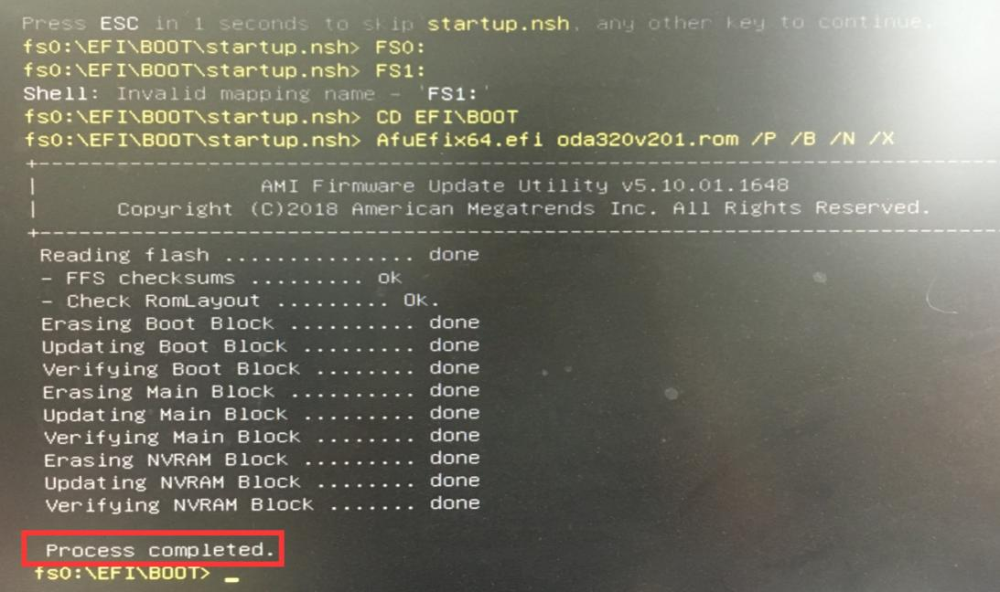 Press ESC in 1 seconds to skip startup.nsh, any other key to continue.
fs0:\EFI\BOOT\startup.nsh> FS0:
fs0:\EFI\BOOT\startup.nsh> FS1:
Shell: Invalid mapping name - 'FS1:'
fs0:\EFI\BOOT\startup.nsh> CD EFI\BOOT
fs0:\EFI\BOOT\startup.nsh> AfuEfix64.efi oda320v201.rom /P /B /N /X
+------------------------------------------------------------------------------
| AMI Firmware Update Utility v5.10.01.1648
| Copyright (C)2018 American Megatrends Inc. All Rights Reserved.
+------------------------------------------------------------------------------
Reading flash ............... done
- FFS checksums ......... ok
- Check RomLayout ......... Ok.
Erasing Boot Block .......... done
Updating Boot Block ......... done
Verifying Boot Block ........ done
Erasing Main Block .......... done
Updating Main Block ......... done
Verifying Main Block ........ done
Erasing NVRAM Block ......... done
Updating NVRAM Block ........ done
Verifying NVRAM Block ....... done
Process completed.
fs0:\EFI\BOOT> _